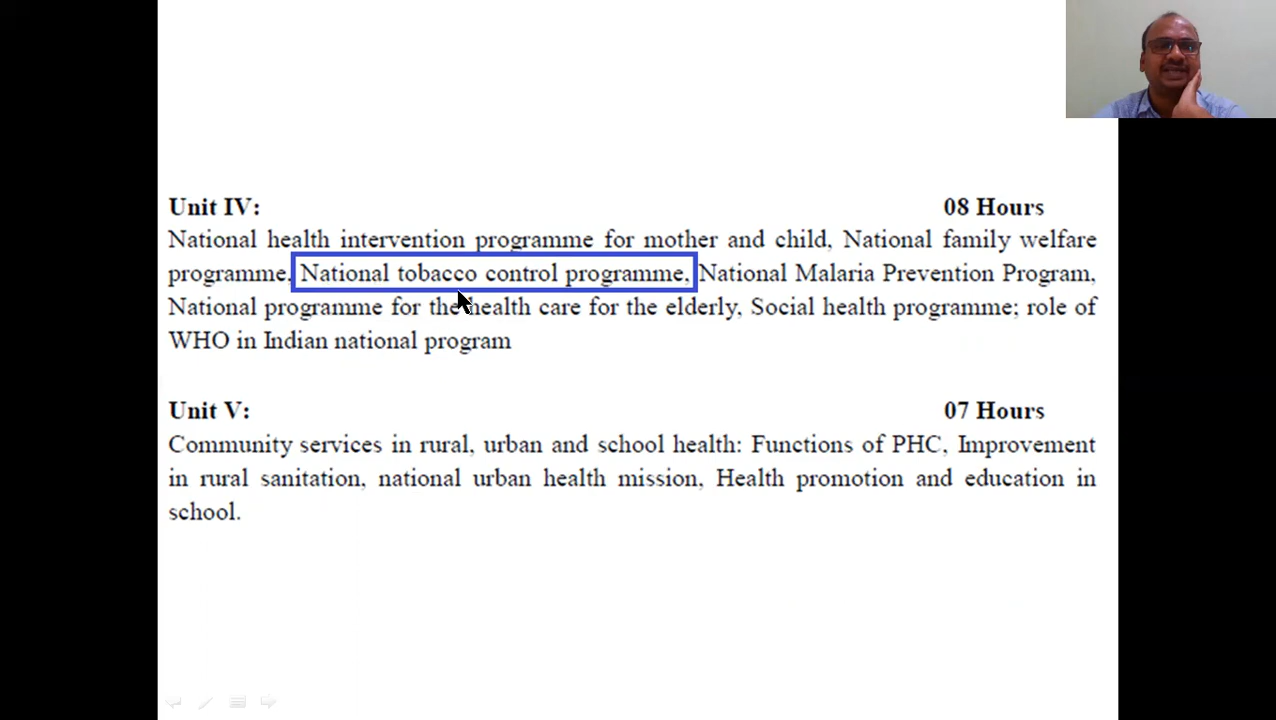 Unit IV: 08 Hours
National health intervention programme for mother and child, National family welfare
programme, National tobacco control programme, National Malaria Prevention Program,
National programme for the health care for the elderly, Social health programme; role of
WHO in Indian national program
Unit V: 07 Hours
Community services in rural, urban and school health: Functions of PHC, Improvement
in rural sanitation, national urban health mission, Health promotion and education in
school.